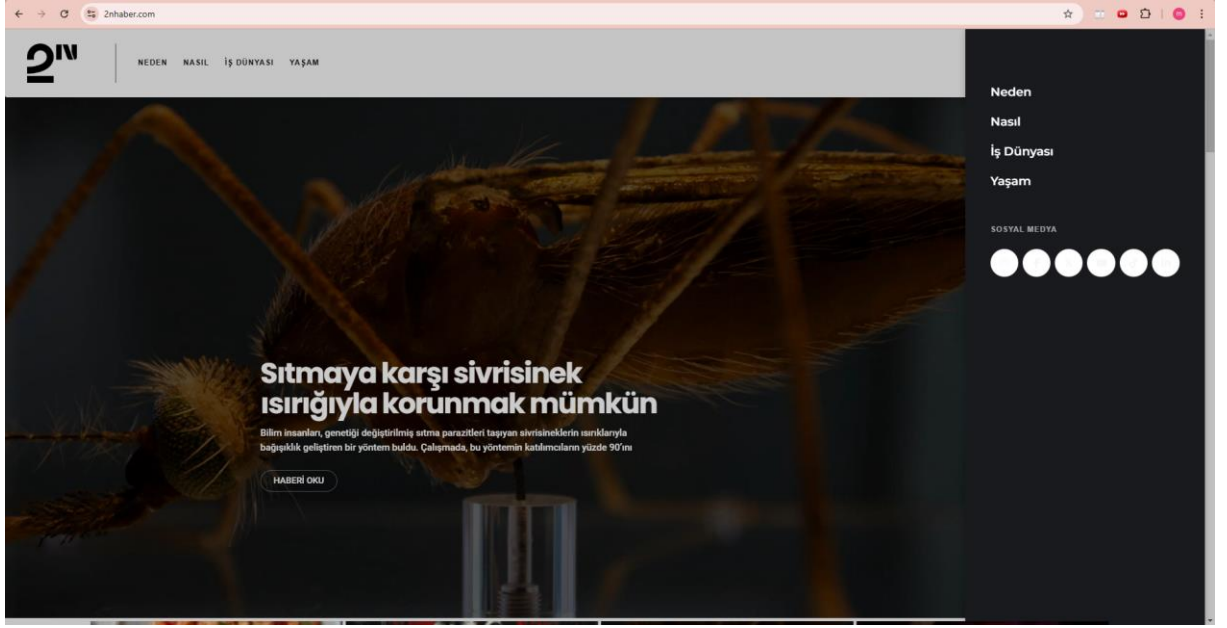 2nhaber.com
2N
NEDEN NASIL İŞ DÜNYASI YAŞAM
Sıtmaya karşı sivrisinek
ısırığıyla korunmak mümkün
Bilim insanları, genetiği değiştirilmiş sıtma parazitleri taşıyan sivrisineklerin ısırıklarıyla
bağışıklık geliştiren bir yöntem buldu. Çalışmada, bu yöntemin katılımcıların yüzde 90'ını
HABERİ OKU
Neden
Nasıl
İş Dünyası
Yaşam
SOSYAL MEDYA